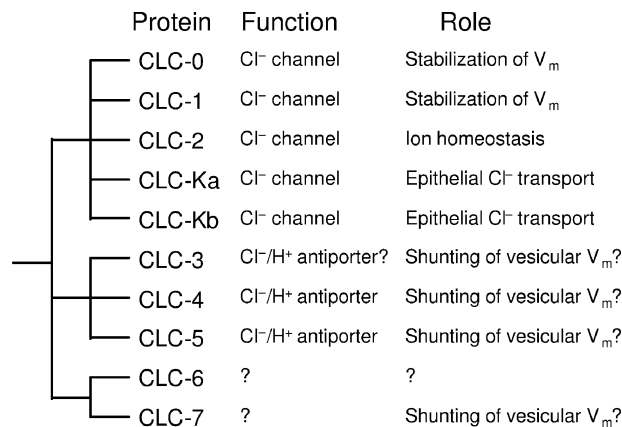 Protein Function Role
CLC-0 Cl⁻ channel Stabilization of Vₘ
CLC-1 Cl⁻ channel Stabilization of Vₘ
CLC-2 Cl⁻ channel Ion homeostasis
CLC-Ka Cl⁻ channel Epithelial Cl⁻ transport
CLC-Kb Cl⁻ channel Epithelial Cl⁻ transport
CLC-3 Cl⁻/H⁺ antiporter? Shunting of vesicular Vₘ?
CLC-4 Cl⁻/H⁺ antiporter Shunting of vesicular Vₘ?
CLC-5 Cl⁻/H⁺ antiporter Shunting of vesicular Vₘ?
CLC-6 ? ?
CLC-7 ? Shunting of vesicular Vₘ?